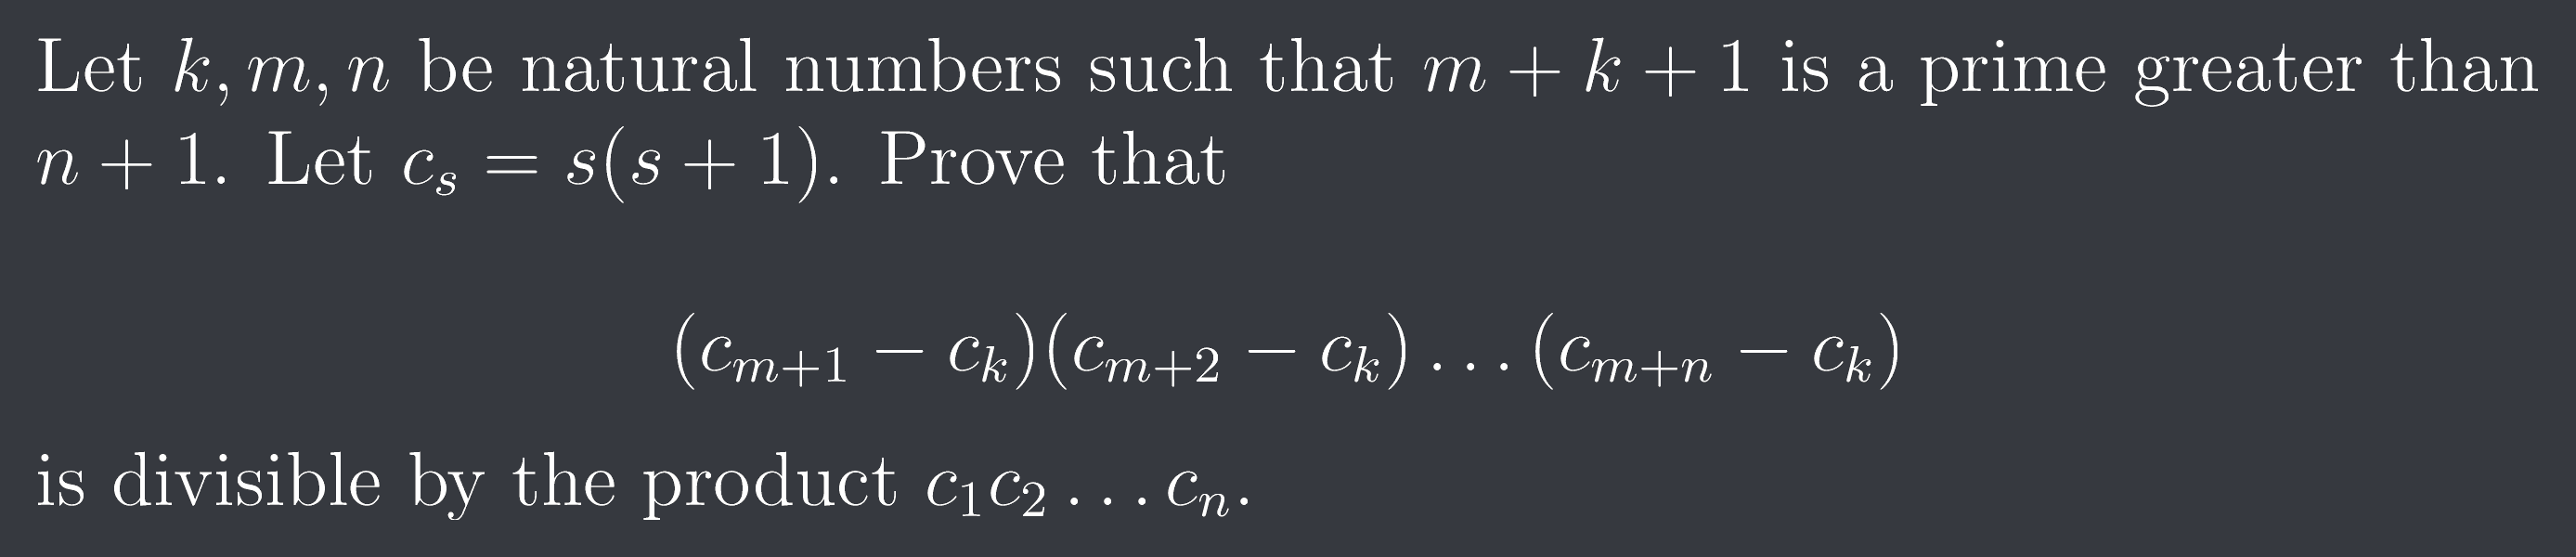 Let k, m, n be natural numbers such that m + k + 1 is a prime greater than
n + 1. Let c_s = s(s + 1). Prove that
(c_{m+1} − c_k)(c_{m+2} − c_k) . . . (c_{m+n} − c_k)
is divisible by the product c_1c_2 . . . c_n.